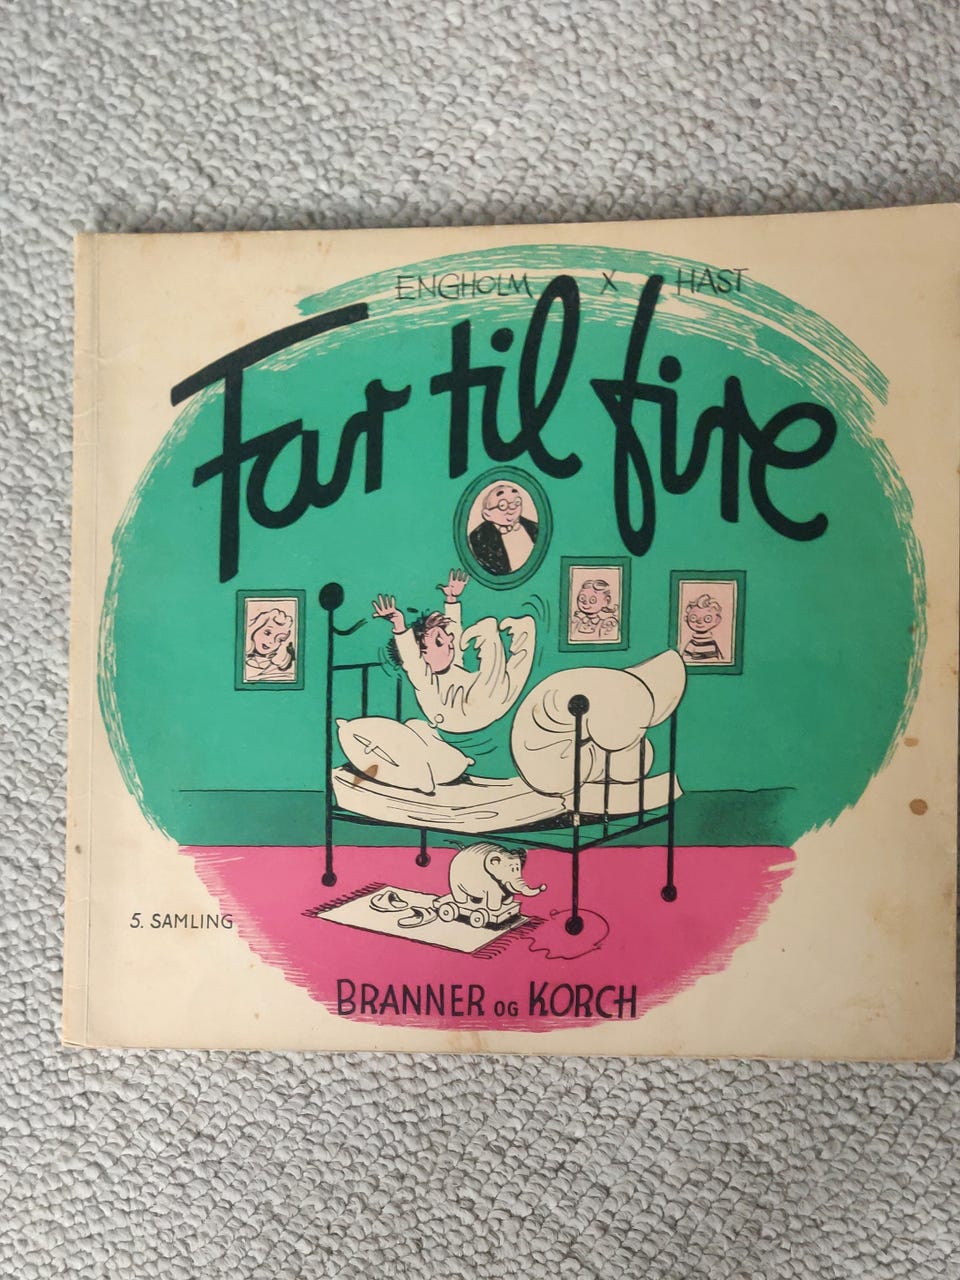 ENGHOLM X HAST
Far til fire
5. SAMLING
BRANNER OG KORCH